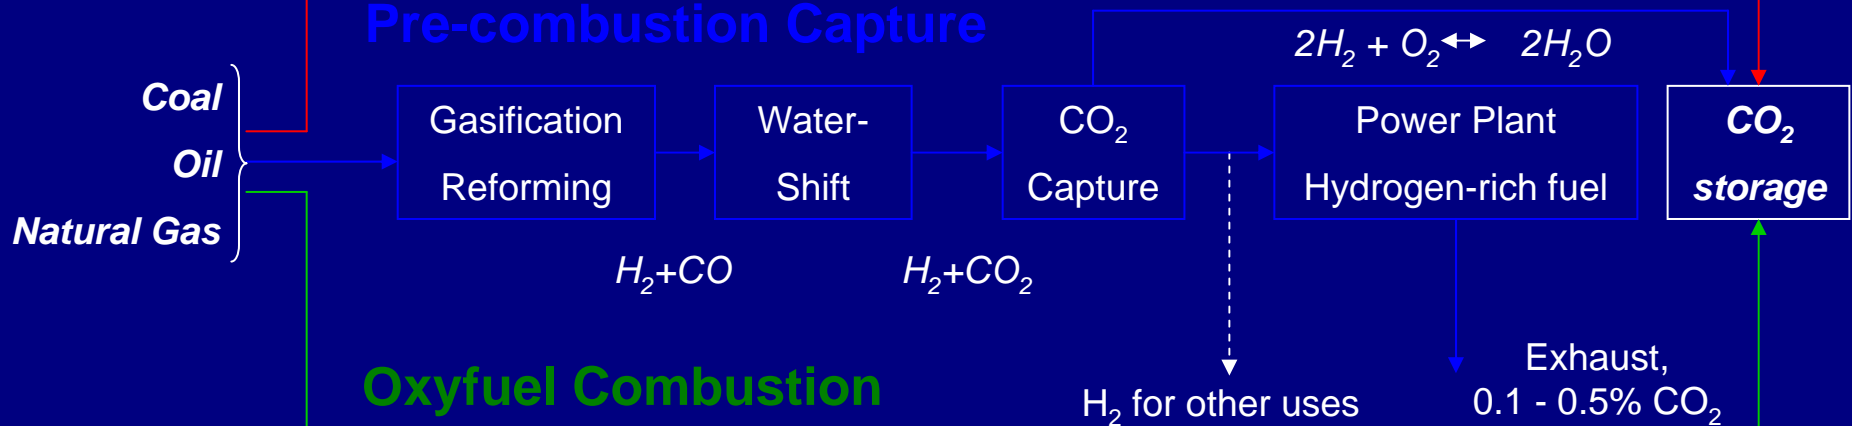 Pre-combustion Capture
2H₂ + O₂ ↔ 2H₂O
Coal
Oil
Natural Gas
Gasification
Reforming
Water-
Shift
CO₂
Capture
Power Plant
Hydrogen-rich fuel
CO₂
storage
H₂+CO
H₂+CO₂
Oxyfuel Combustion
H₂ for other uses
Exhaust,
0.1 - 0.5% CO₂